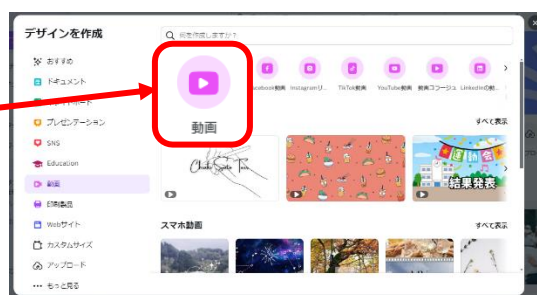 デザインを作成
何を作成しますか?
おすすめ
ドキュメント
プレゼンテーション
SNS
Education
動画
印刷製品
Webサイト
カスタムサイズ
アップロード
もっと見る
動画
Facebook動画
Instagramリ...
TikTok動画
YouTube動画
動画コラージュ
LinkedInの動...
すべて表示
運動会
結果発表
スマホ動画
すべて表示